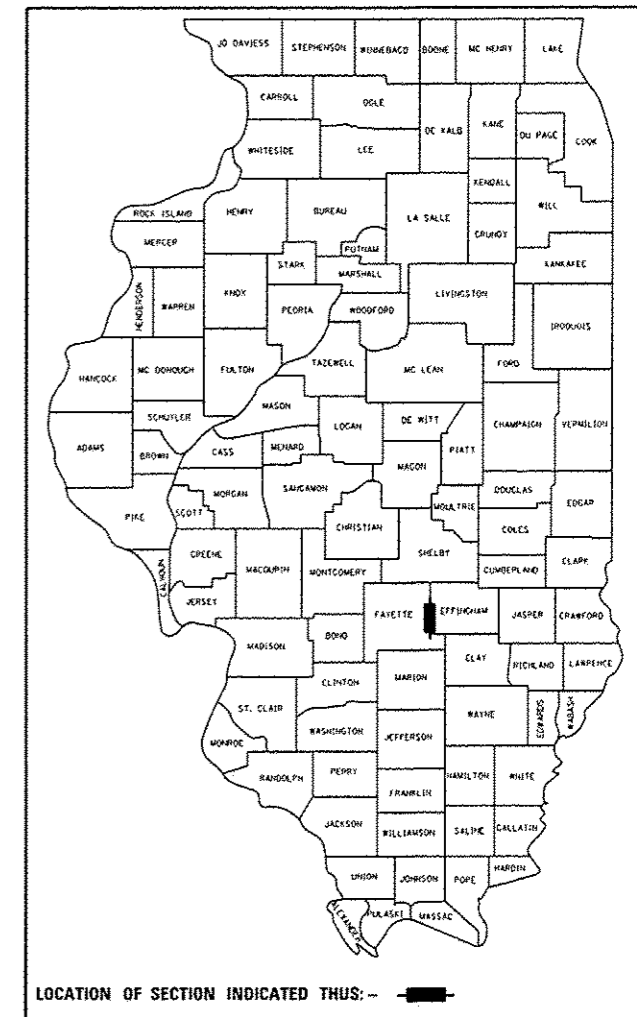 JO DAVIESS STEPHENSON WINNEBAGO BOONE MC HENRY LAKE
CARROLL OGLE DE KALB KANE DU PAGE COOK
WHITESIDE LEE KENDALL WILL
ROCK ISLAND HENRY BUREAU LA SALLE GRUNDY
MERCER PUTNAM KANKAKEE
STARK MARSHALL
HENDERSON WARREN KNOX PEORIA WOODFORD LIVINGSTON IROQUOIS
HANCOCK MC DONOUGH FULTON TAZEWELL MC LEAN FORD
MASON
SCHUYLER LOGAN DE WITT CHAMPAIGN VERMILION
ADAMS BROWN CASS MENARD MACON PIATT
PIKE SCOTT MORGAN SANGAMON MOULTRIE DOUGLAS EDGAR
CHRISTIAN COLES
CALHOUN GREENE MACOUPIN MONTGOMERY SHELBY CUMBERLAND CLARK
JERSEY FAYETTE EFFINGHAM JASPER CRAWFORD
MADISON BOND CLAY RICHLAND LAWRENCE
CLINTON MARION
ST. CLAIR WAYNE EDWARDS WABASH
MONROE WASHINGTON JEFFERSON
RANDOLPH PERRY HAMILTON WHITE
FRANKLIN
JACKSON WILLIAMSON SALINE GALLATIN
UNION JOHNSON POPE HARDIN
ALEXANDER PULASKI MASSAC
LOCATION OF SECTION INDICATED THUS:-